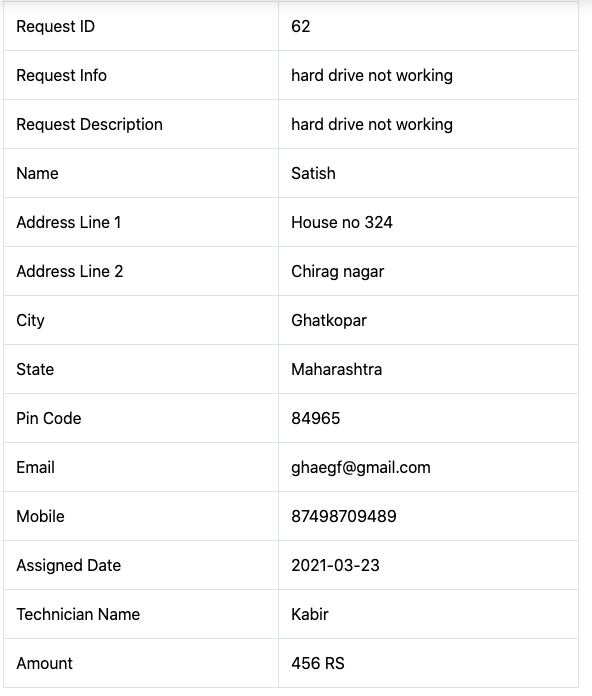 Request ID 62
Request Info hard drive not working
Request Description hard drive not working
Name Satish
Address Line 1 House no 324
Address Line 2 Chirag nagar
City Ghatkopar
State Maharashtra
Pin Code 84965
Email ghaegf@gmail.com
Mobile 87498709489
Assigned Date 2021-03-23
Technician Name Kabir
Amount 456 RS